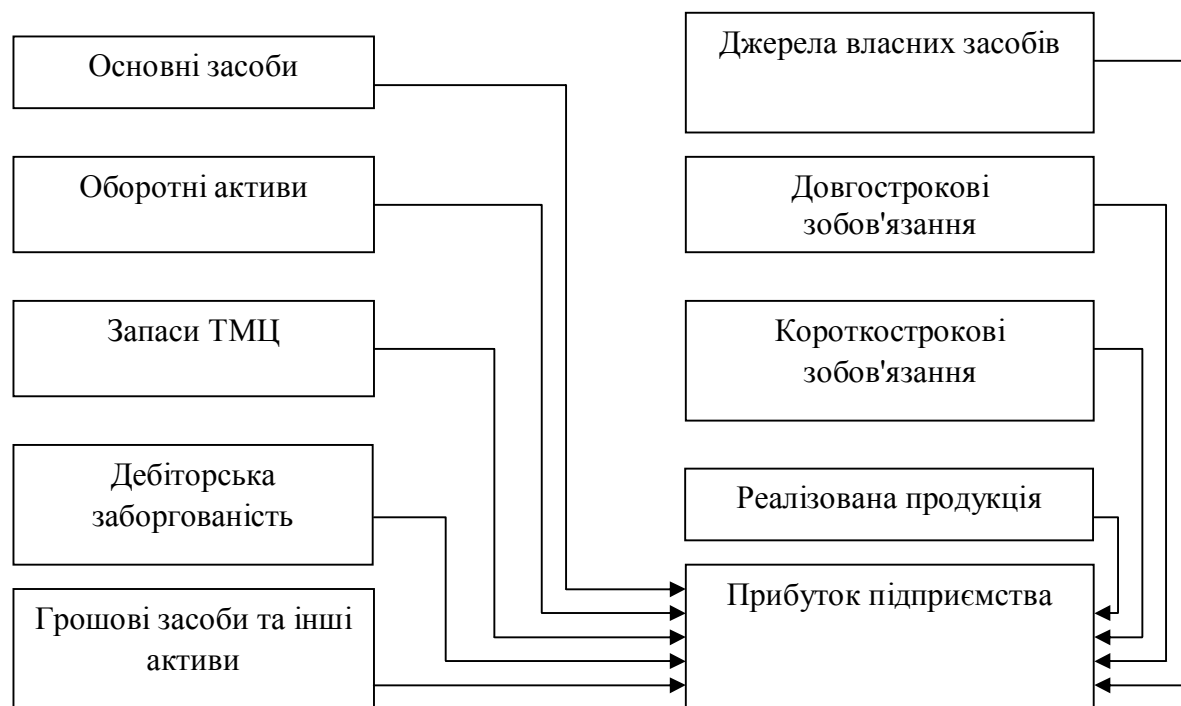 Основні засоби
Оборотні активи
Запаси ТМЦ
Дебіторська
заборгованість
Грошові засоби та інші
активи
Джерела власних засобів
Довгострокові
зобов'язання
Короткострокові
зобов'язання
Реалізована продукція
Прибуток підприємства